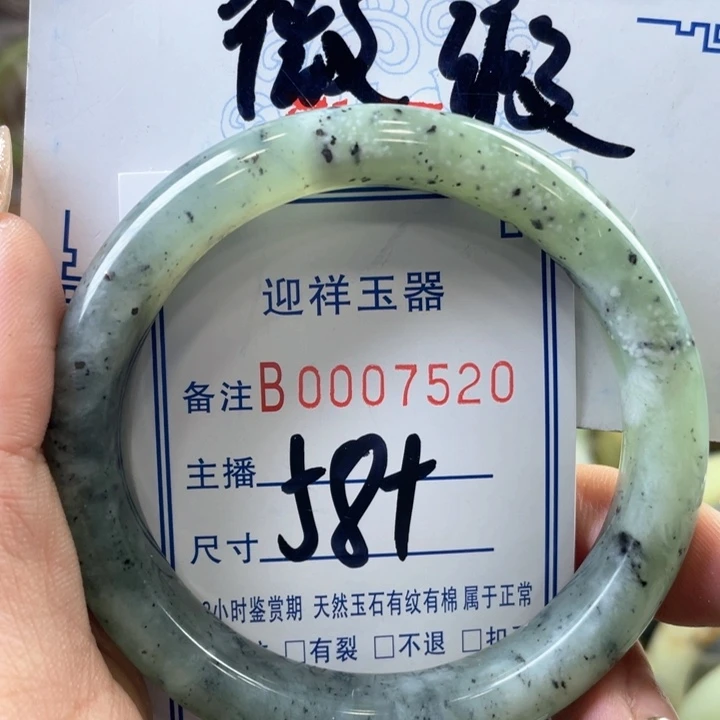 微瑕
迎祥玉器
备注B0007520
主播
尺寸 58+
小时鉴赏期 天然玉石有纹有棉 属于正常
□有裂 □不退 □扣